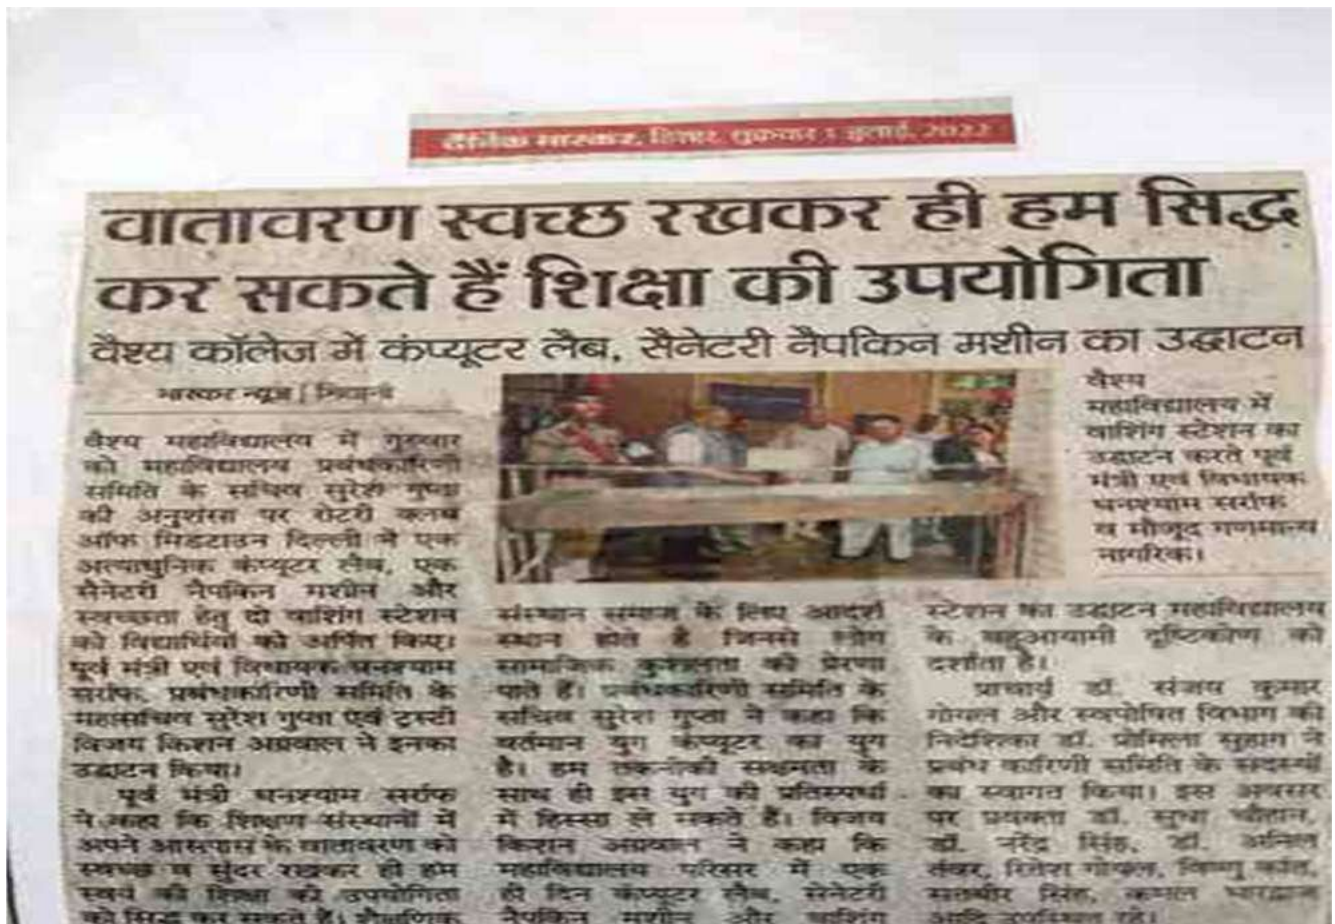 दैनिक भास्कर, हिसार, शुक्रवार 1 जुलाई, 2022
वातावरण स्वच्छ रखकर ही हम सिद्ध
कर सकते हैं शिक्षा की उपयोगिता
वैश्य कॉलेज में कंप्यूटर लैब, सैनेटरी नैपकिन मशीन का उद्घाटन
भास्कर न्यूज | भिवानी
वैश्य महाविद्यालय में गुरुवार
को महाविद्यालय प्रबंधकारिणी
समिति के सचिव सुरेश गुप्ता
की अनुशंसा पर रोटरी क्लब
ऑफ मिडटाउन दिल्ली ने एक
अत्याधुनिक कंप्यूटर लैब, एक
सैनेटरी नैपकिन मशीन और
स्वच्छता हेतु दो वाशिंग स्टेशन
को विद्यार्थियों को अर्पित किए।
पूर्व मंत्री एवं विधायक घनश्याम
सर्राफ, प्रबंधकारिणी समिति के
महासचिव सुरेश गुप्ता एवं ट्रस्टी
विजय किशन अग्रवाल ने इनका
उद्घाटन किया।
पूर्व मंत्री घनश्याम सर्राफ
ने कहा कि शिक्षण संस्थानों में
अपने आसपास के वातावरण को
स्वच्छ व सुंदर रखकर ही हम
स्वयं की शिक्षा की उपयोगिता
को सिद्ध कर सकते हैं। शैक्षणिक
वैश्य
महाविद्यालय में
वाशिंग स्टेशन का
उद्घाटन करते पूर्व
मंत्री एवं विधायक
घनश्याम सर्राफ
व मौजूद गणमान्य
नागरिक।
संस्थान समाज के लिए आदर्श
स्थान होते हैं जिनसे लोग
सामाजिक कुशलता की प्रेरणा
पाते हैं। प्रबंधकारिणी समिति के
सचिव सुरेश गुप्ता ने कहा कि
वर्तमान युग कंप्यूटर का युग
है। हम तकनीकी सक्षमता के
साथ ही इस युग की प्रतिस्पर्धा
में हिस्सा ले सकते हैं। विजय
किशन अग्रवाल ने कहा कि
महाविद्यालय परिसर में एक
ही दिन कंप्यूटर लैब, सेनेटरी
नैपकिन मशीन और वाशिंग
स्टेशन का उद्घाटन महाविद्यालय
के बहुआयामी दृष्टिकोण को
दर्शाता है।
प्राचार्य डॉ. संजय कुमार
गोयल और स्वपोषित विभाग की
निदेशिका डॉ. प्रोमिला सुहाग ने
प्रबंध कारिणी समिति के सदस्यों
का स्वागत किया। इस अवसर
पर प्रवक्ता डॉ. सुधा चौहान,
डॉ. नरेंद्र सिंह, डॉ. अनिल
तंवर, रितेश गोयल, विष्णु कांत,
सतबीर सिंह, कमल भारद्वाज
आदि उपस्थित रहे।